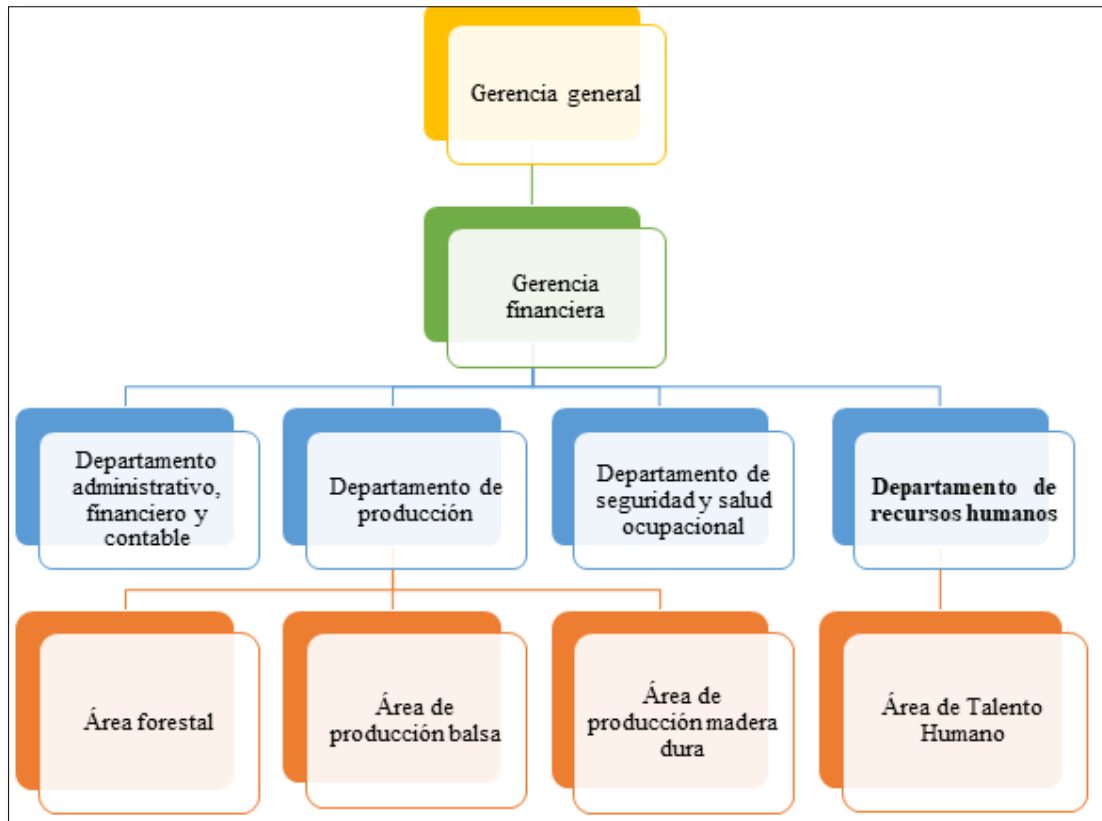 Gerencia general
Gerencia
financiera
Departamento
administrativo,
financiero y
contable
Departamento de
producción
Departamento de
seguridad y salud
ocupacional
Departamento de
recursos humanos
Área forestal
Área de
producción balsa
Área de
producción madera
dura
Área de Talento
Humano